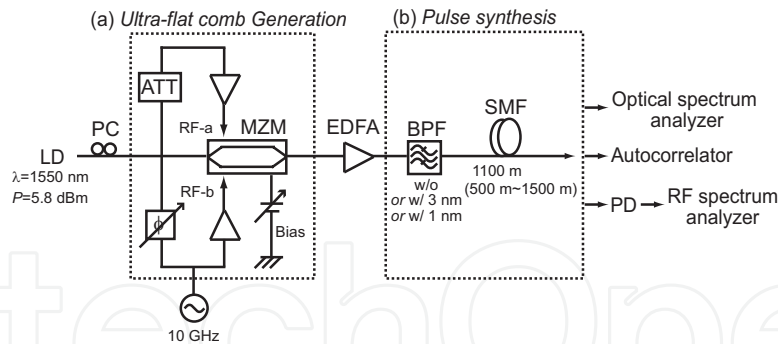 (a) Ultra-flat comb Generation
(b) Pulse synthesis
ATT
RF-a
MZM
PC
EDFA
BPF
SMF
LD
λ=1550 nm
P=5.8 dBm
RF-b
Bias
ϕ
10 GHz
w/o
or w/ 3 nm
or w/ 1 nm
1100 m
(500 m~1500 m)
Optical spectrum
analyzer
Autocorrelator
PD
RF spectrum
analyzer
techOpe